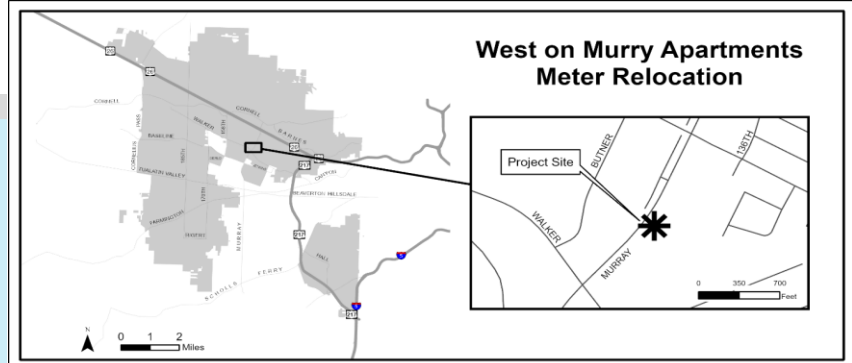 West on Murry Apartments
Meter Relocation
26
26
CORNELL
CORNELL
BARNES
WALKER
BASELINE
CORNELIUS
PASS
185TH
158TH
26
217
CANYON
TUALATIN VALLEY
BEAVERTON HILLSDALE
170TH
FARMINGTON
MURRAY
217
HALL
5
SCHOLLS FERRY
5
217
N
0 1 2
Miles
Project Site
BUTNER
136TH
WALKER
MURRAY
0 350 700
Feet